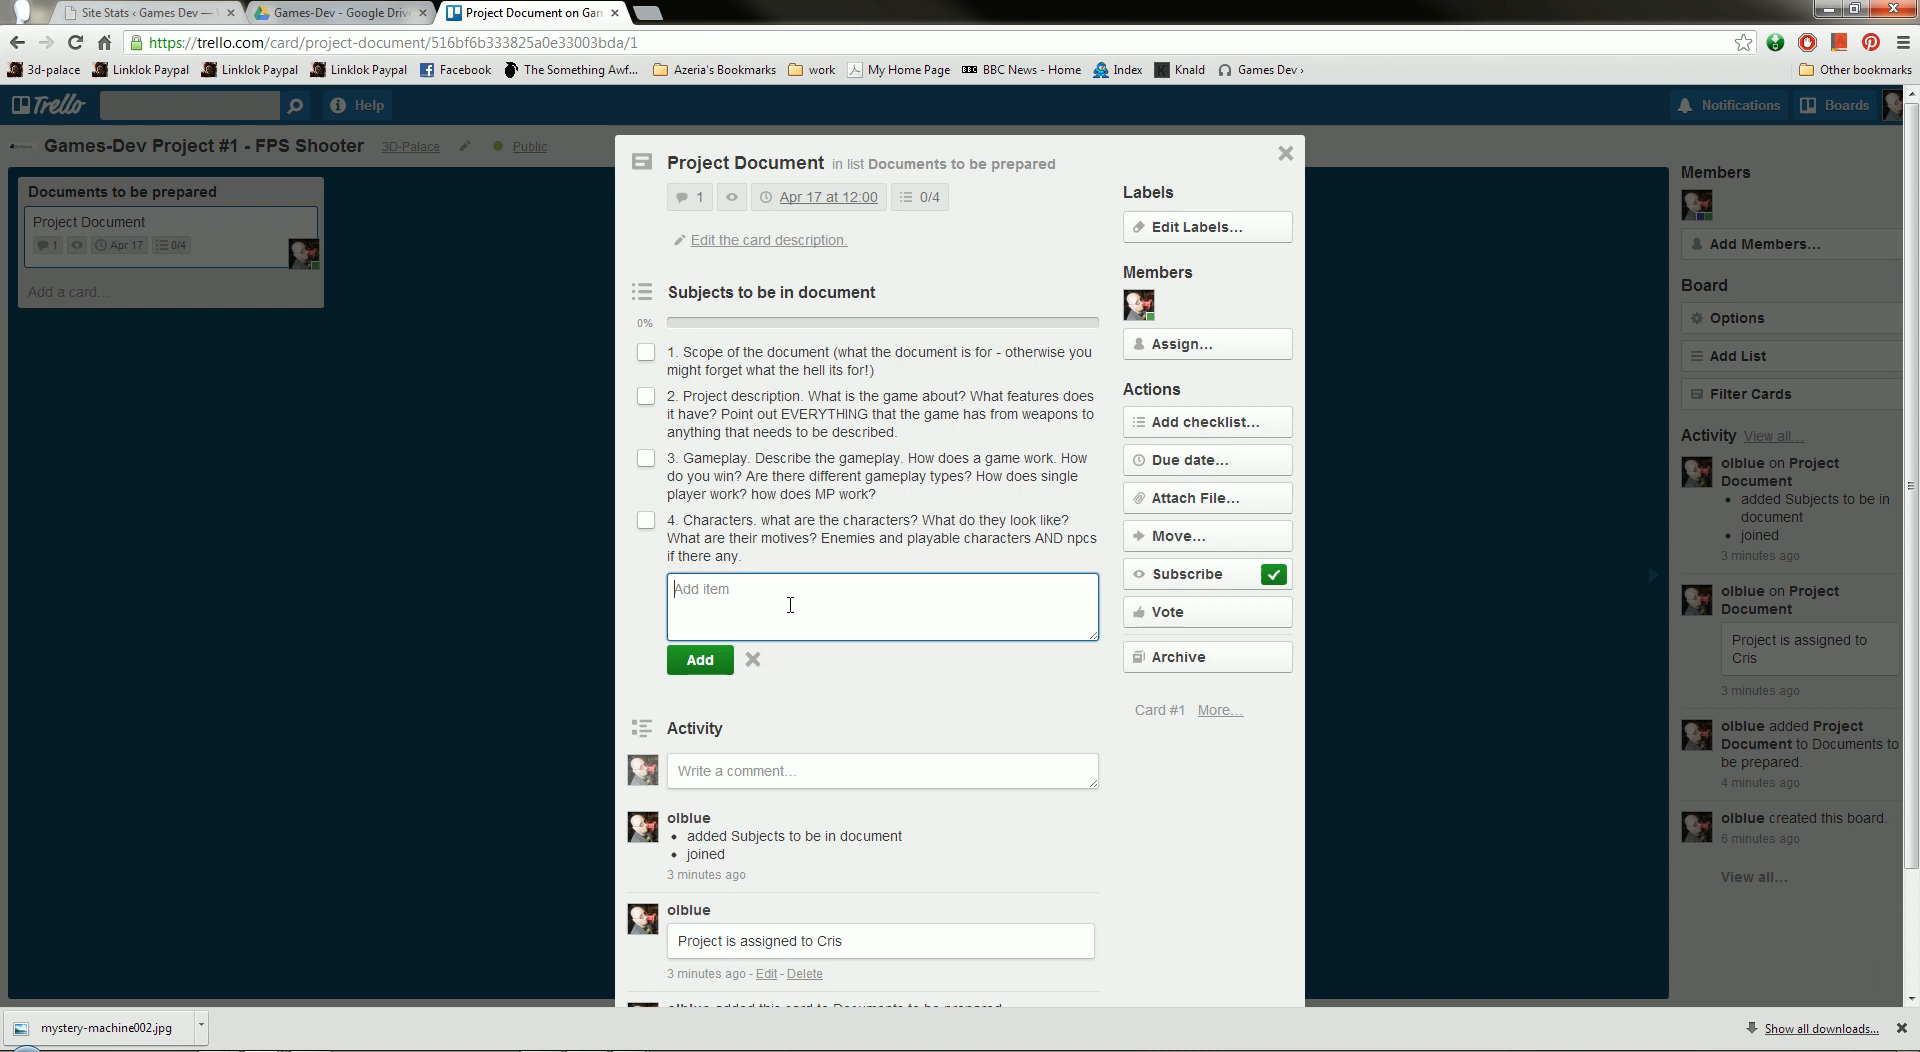 Site Stats ‹ Games Dev —
Games-Dev - Google Driv
Project Document on Gam
https://trello.com/card/project-document/516bf6b333825a0e33003bda/1
3d-palace
Linklok Paypal
Linklok Paypal
Linklok Paypal
Facebook
The Something Awf...
Azeria's Bookmarks
work
My Home Page
BBC News - Home
Index
Knald
Games Dev ›
Other bookmarks
Trello
Help
Notifications
Boards
Games-Dev Project #1 - FPS Shooter
3D-Palace
Public
Documents to be prepared
Project Document
1
Apr 17
0/4
Add a card...
Project Document in list Documents to be prepared
1
Apr 17 at 12:00
0/4
Edit the card description.
Subjects to be in document
0%
1. Scope of the document (what the document is for - otherwise you
might forget what the hell its for!)
2. Project description. What is the game about? What features does
it have? Point out EVERYTHING that the game has from weapons to
anything that needs to be described.
3. Gameplay. Describe the gameplay. How does a game work. How
do you win? Are there different gameplay types? How does single
player work? how does MP work?
4. Characters. what are the characters? What do they look like?
What are their motives? Enemies and playable characters AND npcs
if there any.
Add item
Add
Activity
Write a comment...
olblue
added Subjects to be in document
joined
3 minutes ago
olblue
Project is assigned to Cris
3 minutes ago - Edit - Delete
Labels
Edit Labels...
Members
Assign...
Actions
Add checklist...
Due date...
Attach File...
Move...
Subscribe
Vote
Archive
Card #1 More...
Members
Add Members...
Board
Options
Add List
Filter Cards
Activity View all...
olblue on Project
Document
added Subjects to be in
document
joined
3 minutes ago
olblue on Project
Document
Project is assigned to
Cris
3 minutes ago
olblue added Project
Document to Documents to
be prepared.
4 minutes ago
olblue created this board.
6 minutes ago
View all...
mystery-machine002.jpg
Show all downloads...